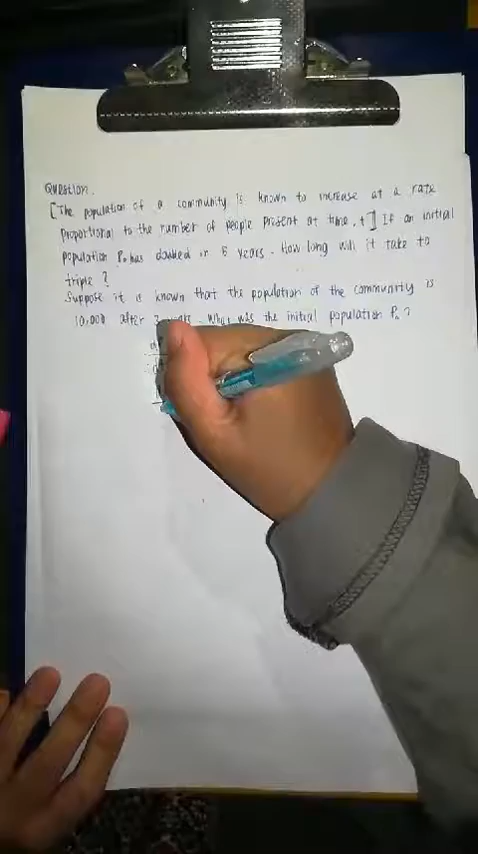 QUESTION.
[The population of a community is known to increase at a rate
proportional to the number of people present at time, t] If an initial
population P₀ has doubled in 5 years. How long will it take to
triple ?
Suppose it is known that the population of the community is
10,000 after 3 What was the initial population P₀ ?